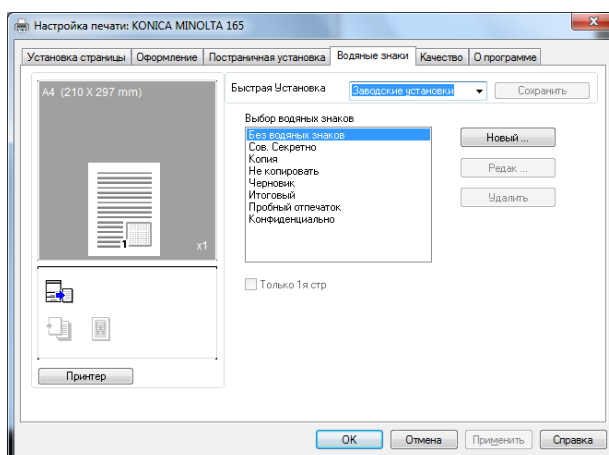 Настройка печати: KONICA MINOLTA 165
Установка страницы Оформление Постраничная установка Водяные знаки Качество О программе
A4 (210 X 297 mm)
1
x1
Принтер
Быстрая Установка Заводские установки Сохранить
Выбор водяных знаков
Без водяных знаков
Сов. Секретно
Копия
Не копировать
Черновик
Итоговый
Пробный отпечаток
Конфиденциально
Новый ...
Редак ...
Удалить
Только 1я стр
OK Отмена Применить Справка